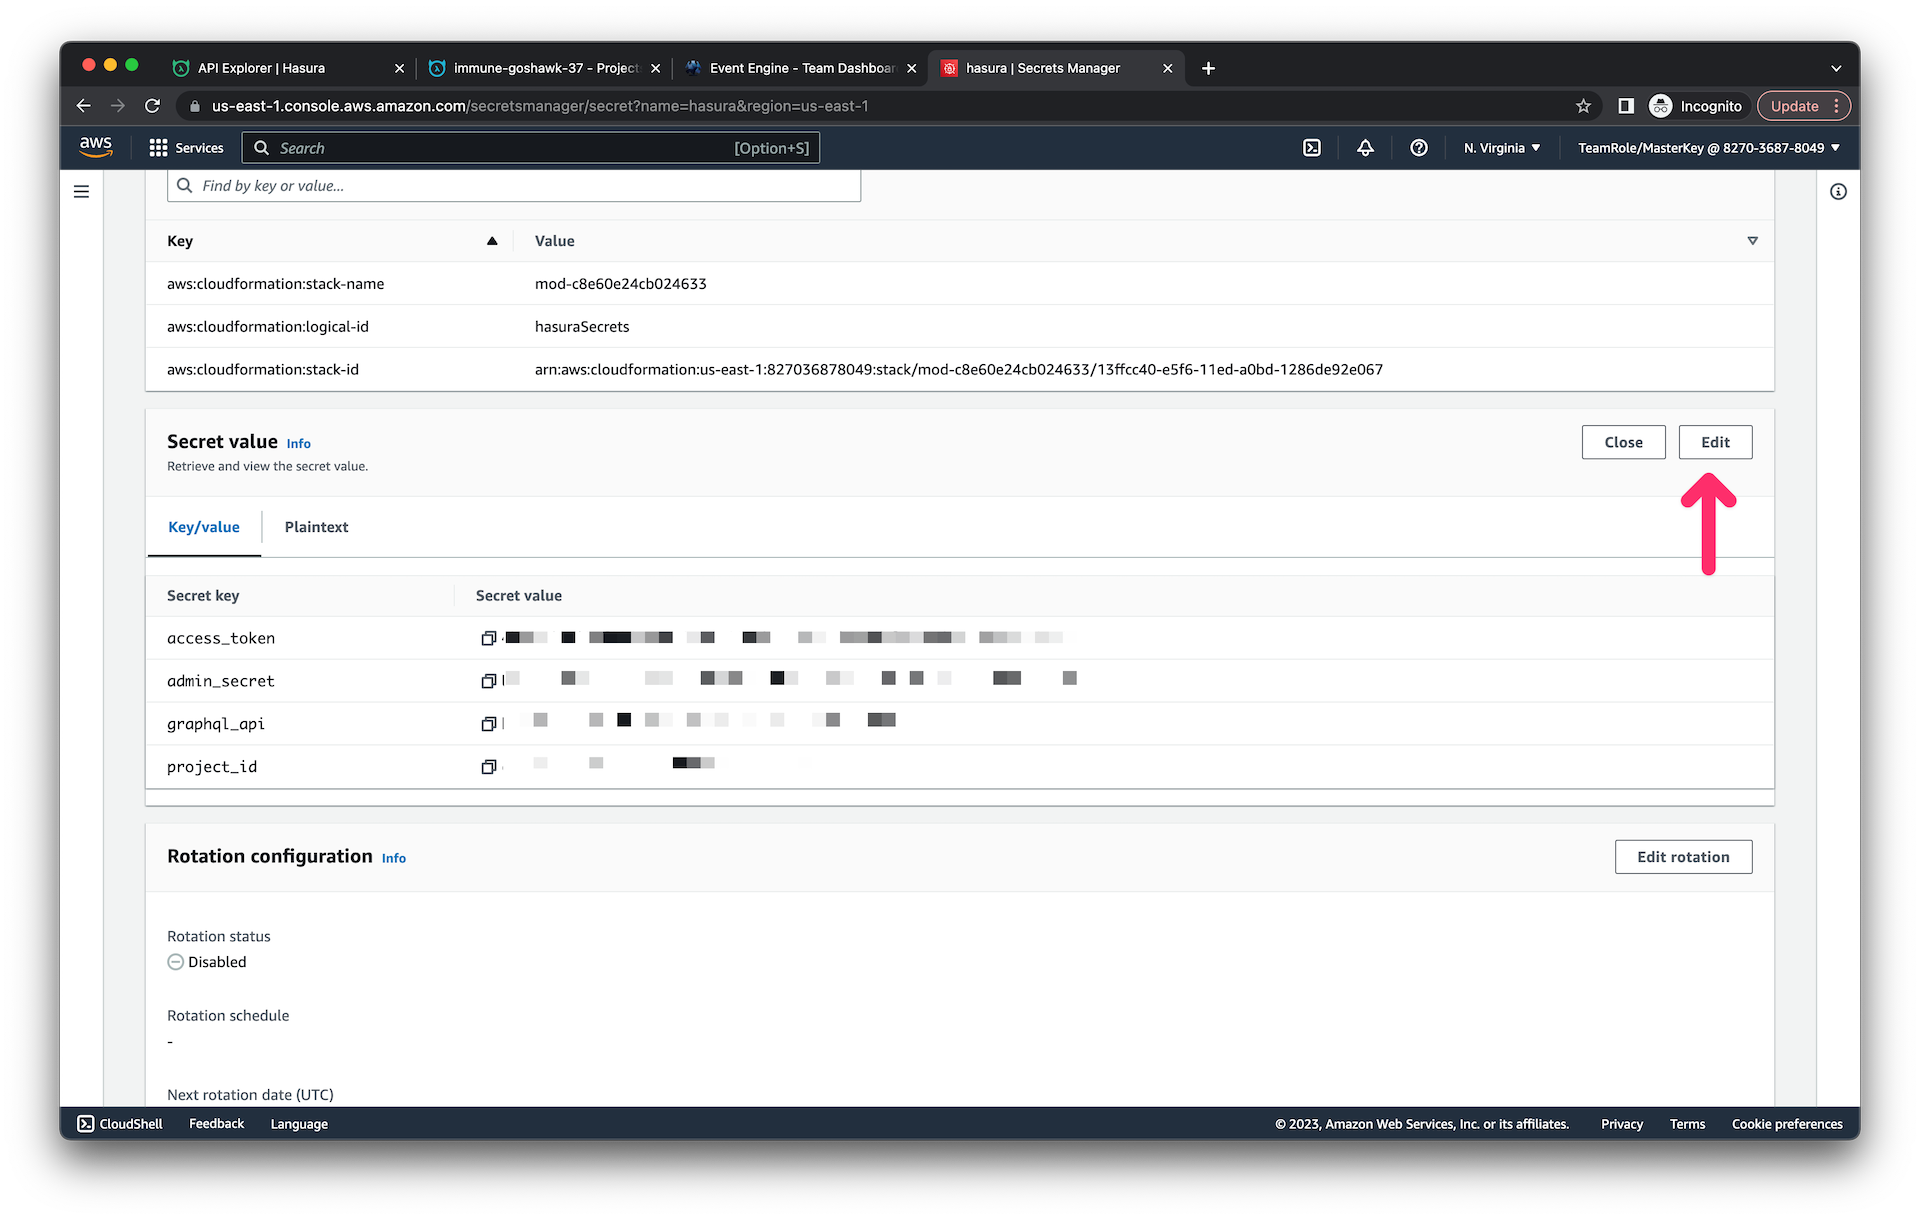 API Explorer | Hasura
immune-goshawk-37 - Project
Event Engine - Team Dashboar
hasura | Secrets Manager
us-east-1.console.aws.amazon.com/secretsmanager/secret?name=hasura&region=us-east-1
Incognito
Update
aws
Services
Search
[Option+S]
N. Virginia
TeamRole/MasterKey @ 8270-3687-8049
Find by key or value...
Key
Value
aws:cloudformation:stack-name
mod-c8e60e24cb024633
aws:cloudformation:logical-id
hasuraSecrets
aws:cloudformation:stack-id
arn:aws:cloudformation:us-east-1:827036878049:stack/mod-c8e60e24cb024633/13ffcc40-e5f6-11ed-a0bd-1286de92e067
Secret value
Info
Retrieve and view the secret value.
Close
Edit
Key/value
Plaintext
Secret key
Secret value
access_token
admin_secret
graphql_api
project_id
Rotation configuration
Info
Edit rotation
Rotation status
Disabled
Rotation schedule
-
Next rotation date (UTC)
CloudShell
Feedback
Language
© 2023, Amazon Web Services, Inc. or its affiliates.
Privacy
Terms
Cookie preferences